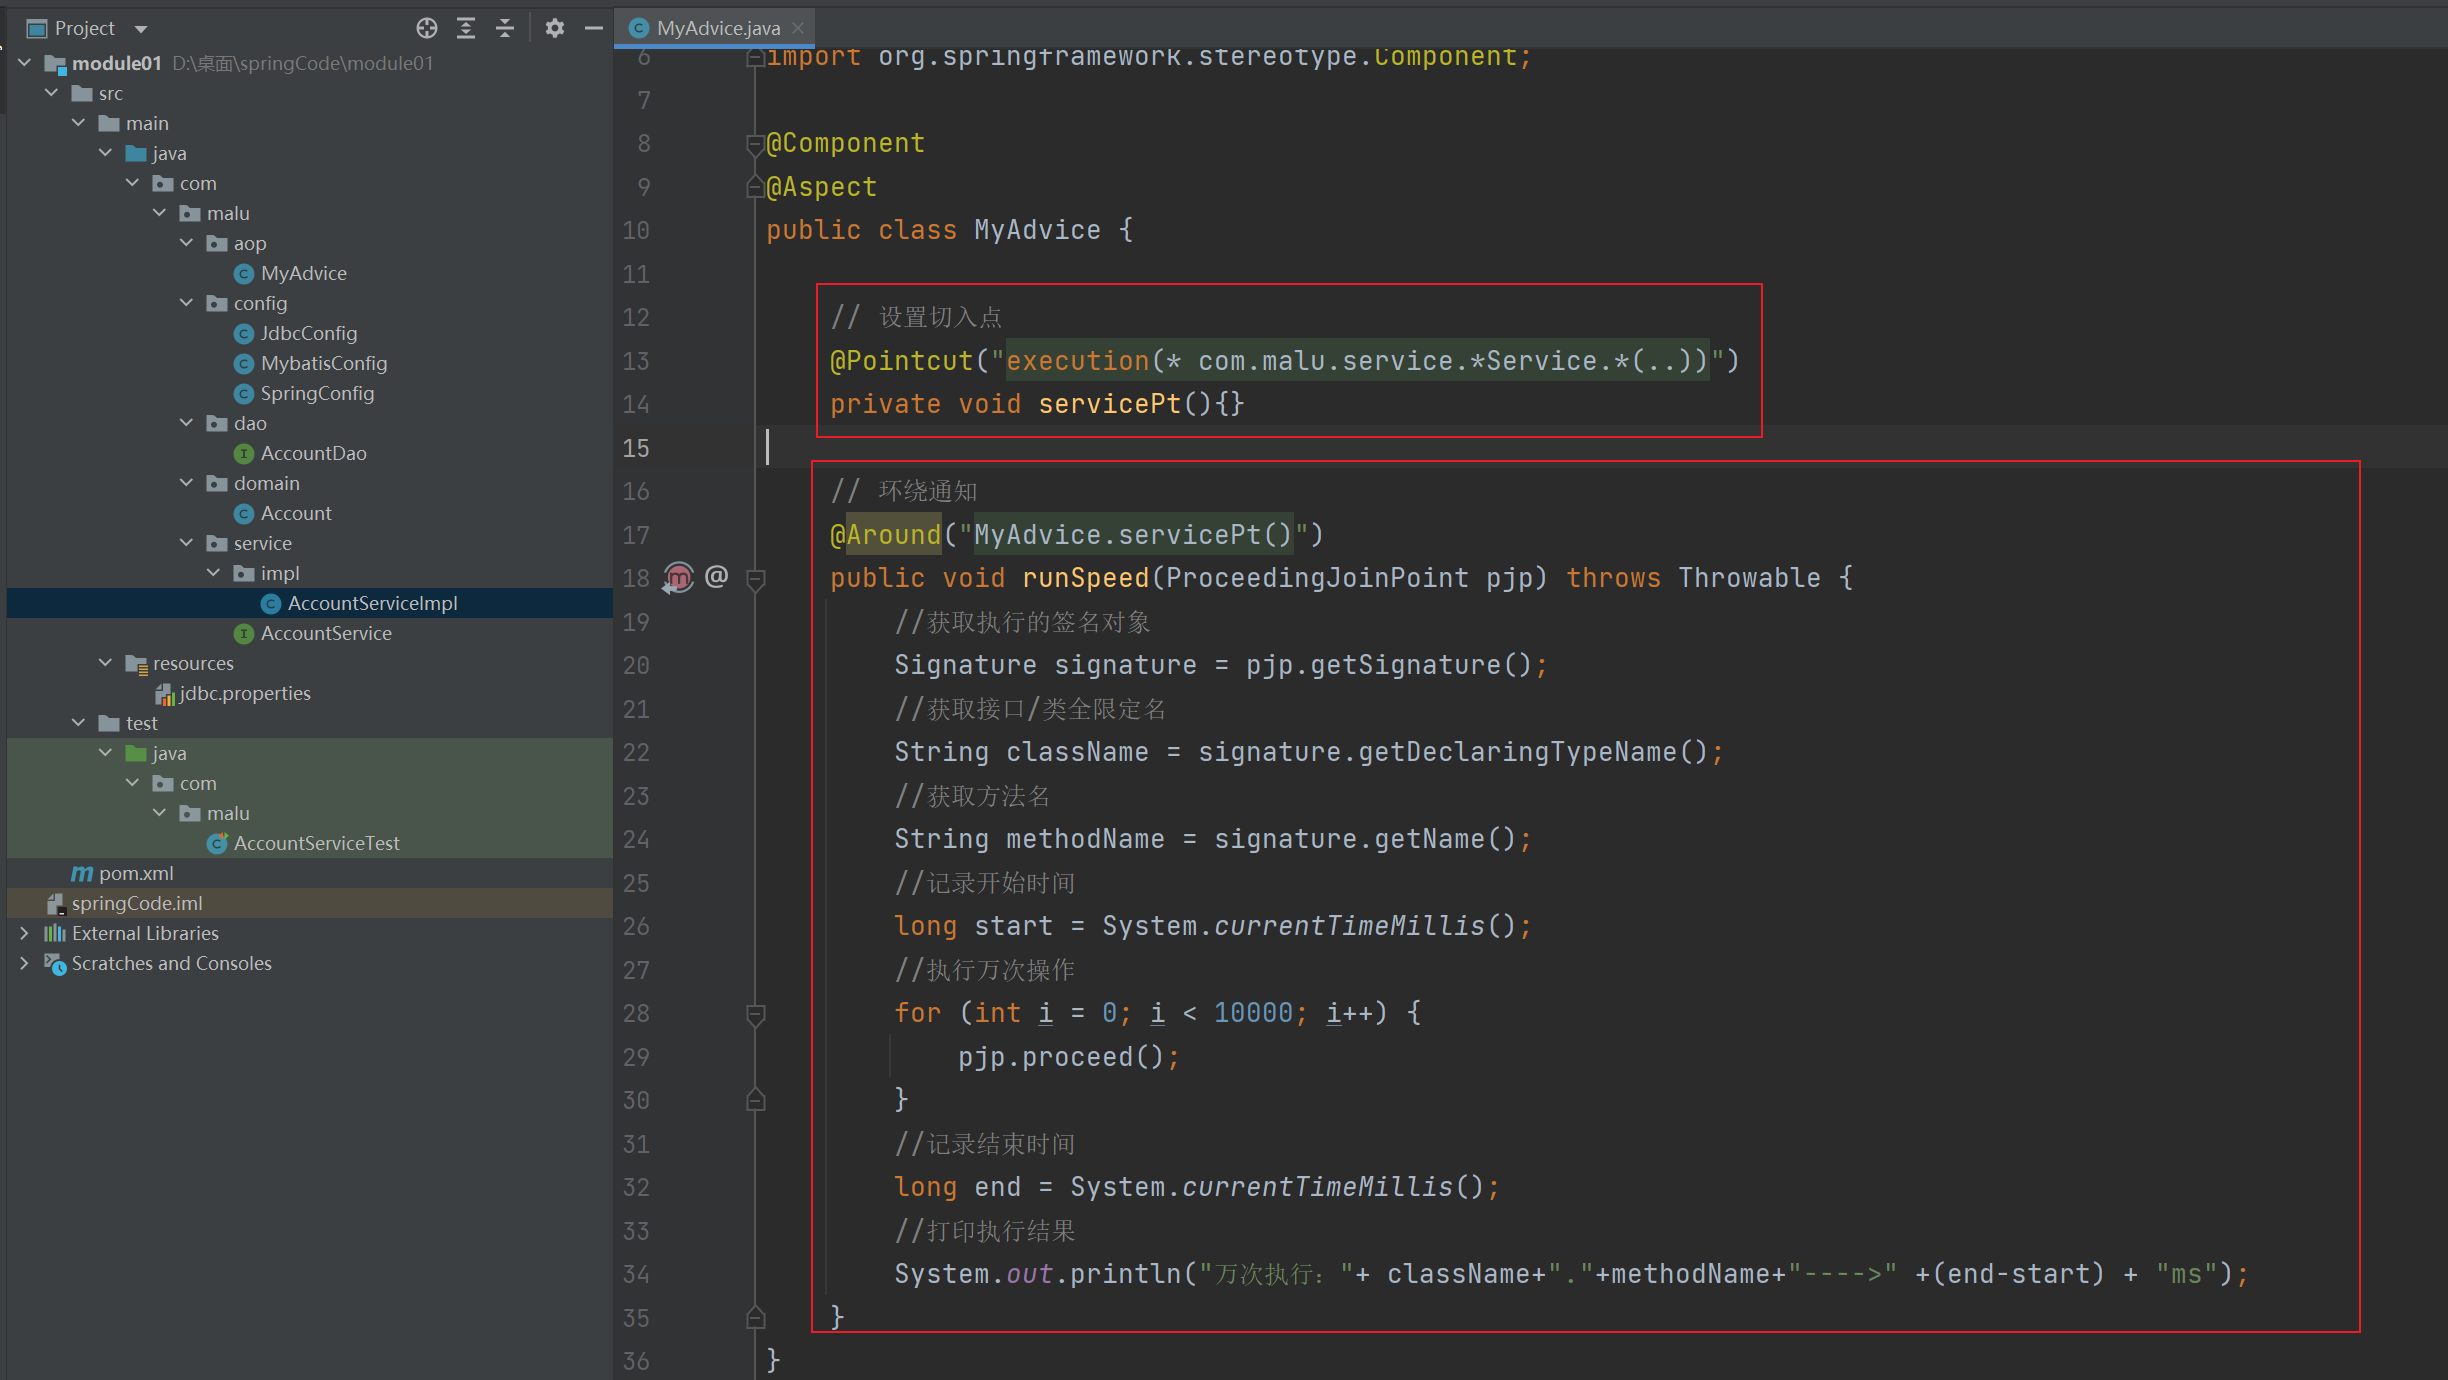 Project
module01 D:\桌面\springCode\module01
src
main
java
com
malu
aop
MyAdvice
config
JdbcConfig
MybatisConfig
SpringConfig
dao
AccountDao
domain
Account
service
impl
AccountServiceImpl
AccountService
resources
jdbc.properties
test
java
com
malu
AccountServiceTest
pom.xml
springCode.iml
External Libraries
Scratches and Consoles
MyAdvice.java
6 import org.springframework.stereotype.Component;
7
8 @Component
9 @Aspect
10 public class MyAdvice {
11
12 // 设置切入点
13 @Pointcut("execution(* com.malu.service.*Service.*(..))")
14 private void servicePt(){}
15
16 // 环绕通知
17 @Around("MyAdvice.servicePt()")
18 public void runSpeed(ProceedingJoinPoint pjp) throws Throwable {
19 //获取执行的签名对象
20 Signature signature = pjp.getSignature();
21 //获取接口/类全限定名
22 String className = signature.getDeclaringTypeName();
23 //获取方法名
24 String methodName = signature.getName();
25 //记录开始时间
26 long start = System.currentTimeMillis();
27 //执行万次操作
28 for (int i = 0; i < 10000; i++) {
29 pjp.proceed();
30 }
31 //记录结束时间
32 long end = System.currentTimeMillis();
33 //打印执行结果
34 System.out.println("万次执行："+ className+"."+methodName+"---->" +(end-start) + "ms");
35 }
36 }